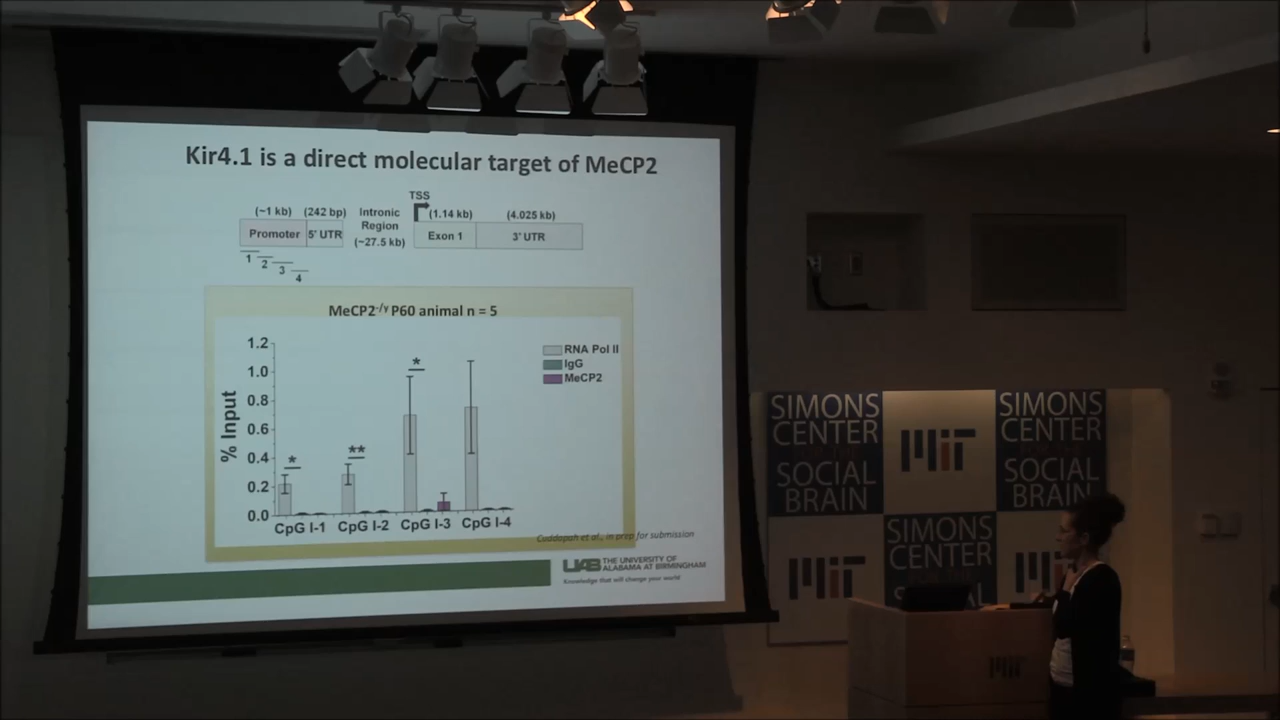 Kir4.1 is a direct molecular target of MeCP2
TSS
(~1 kb) (242 bp) Intronic Region (~27.5 kb) (1.14 kb) (4.025 kb)
Promoter 5' UTR Exon 1 3' UTR
1
2
3
4
MeCP2-/y P60 animal n = 5
% Input
1.2
1.0
0.8
0.6
0.4
0.2
0.0
*
**
*
RNA Pol II
IgG
MeCP2
CpG I-1 CpG I-2 CpG I-3 CpG I-4
Cuddapah et al., in prep for submission
UAB THE UNIVERSITY OF
ALABAMA AT BIRMINGHAM
Knowledge that will change your world
SIMONS
CENTER
SOCIAL
BRAIN
MIT
SIMONS
CENTER
FOR THE
SOCIAL
BRAIN
MIT
SIMONS
CENTER
MIT
MIT